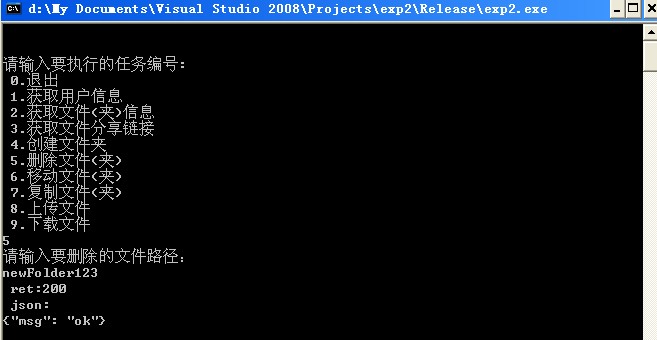 d:\My Documents\Visual Studio 2008\Projects\exp2\Release\exp2.exe
请输入要执行的任务编号:
0.退出
1.获取用户信息
2.获取文件(夹)信息
3.获取文件分享链接
4.创建文件夹
5.删除文件(夹)
6.移动文件(夹)
7.复制文件(夹)
8.上传文件
9.下载文件
5
请输入要删除的文件路径:
newFolder123
ret:200
json:
{"msg": "ok"}